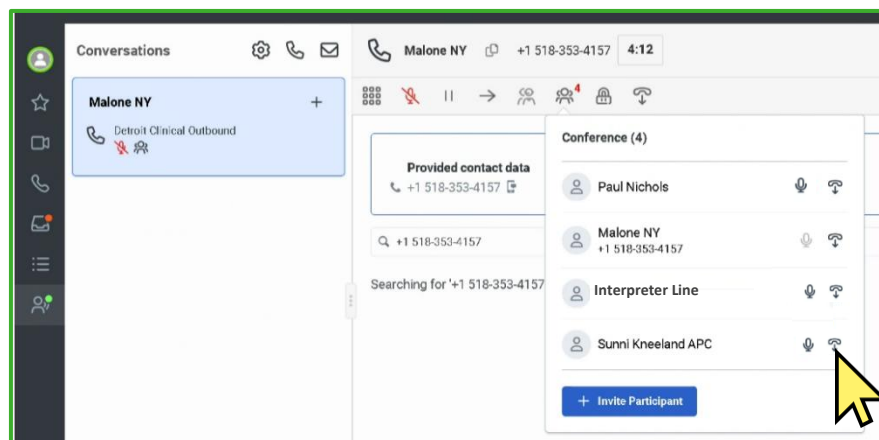 Conversations
Malone NY +1 518-353-4157 4:12
Malone NY
+
Detroit Clinical Outbound
4
Conference (4)
Provided contact data
+1 518-353-4157
+1 518-353-4157
Searching for '+1 518-353-4157
Paul Nichols
Malone NY
+1 518-353-4157
Interpreter Line
Sunni Kneeland APC
+ Invite Participant